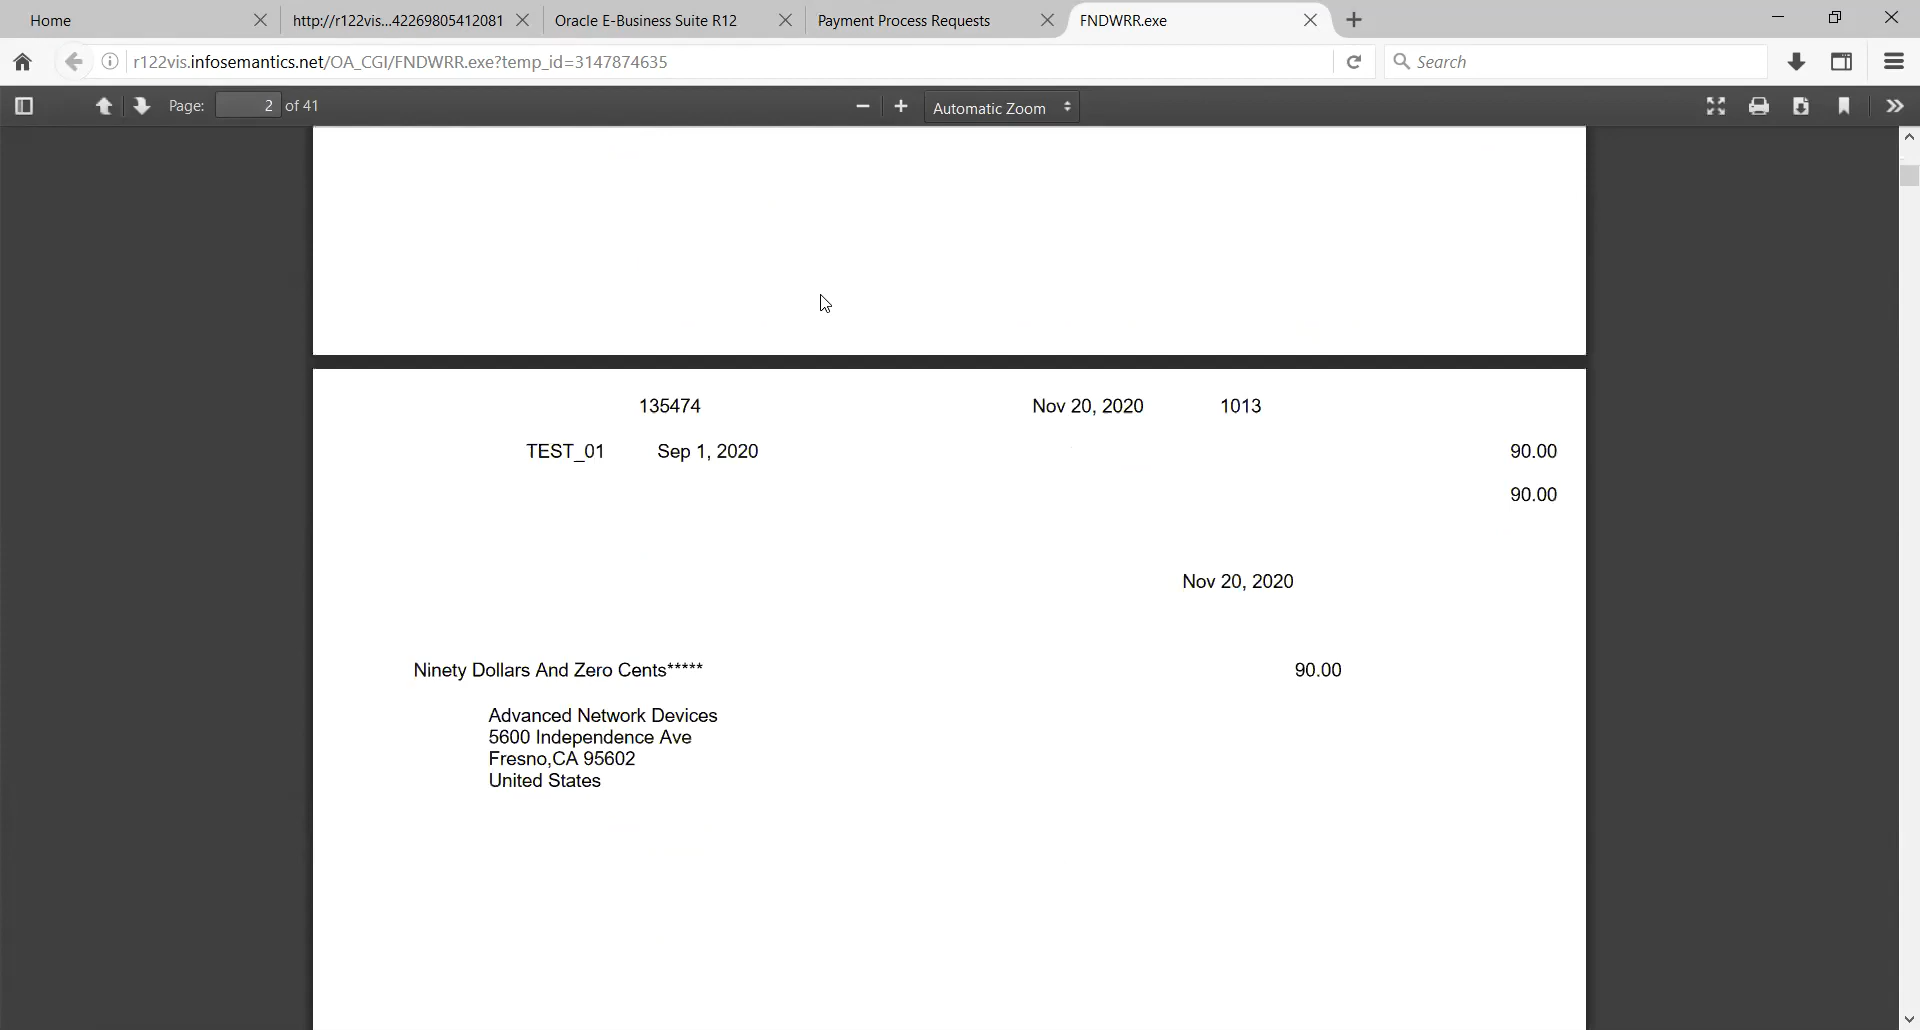 Home
http://r122vis...42269805412081
Oracle E-Business Suite R12
Payment Process Requests
FNDWRR.exe
r122vis.infosemantics.net/OA_CGI/FNDWRR.exe?temp_id=3147874635
Search
Page: 2 of 41
Automatic Zoom
135474 Nov 20, 2020 1013
TEST_01 Sep 1, 2020 90.00
90.00
Nov 20, 2020
Ninety Dollars And Zero Cents***** 90.00
Advanced Network Devices
5600 Independence Ave
Fresno,CA 95602
United States